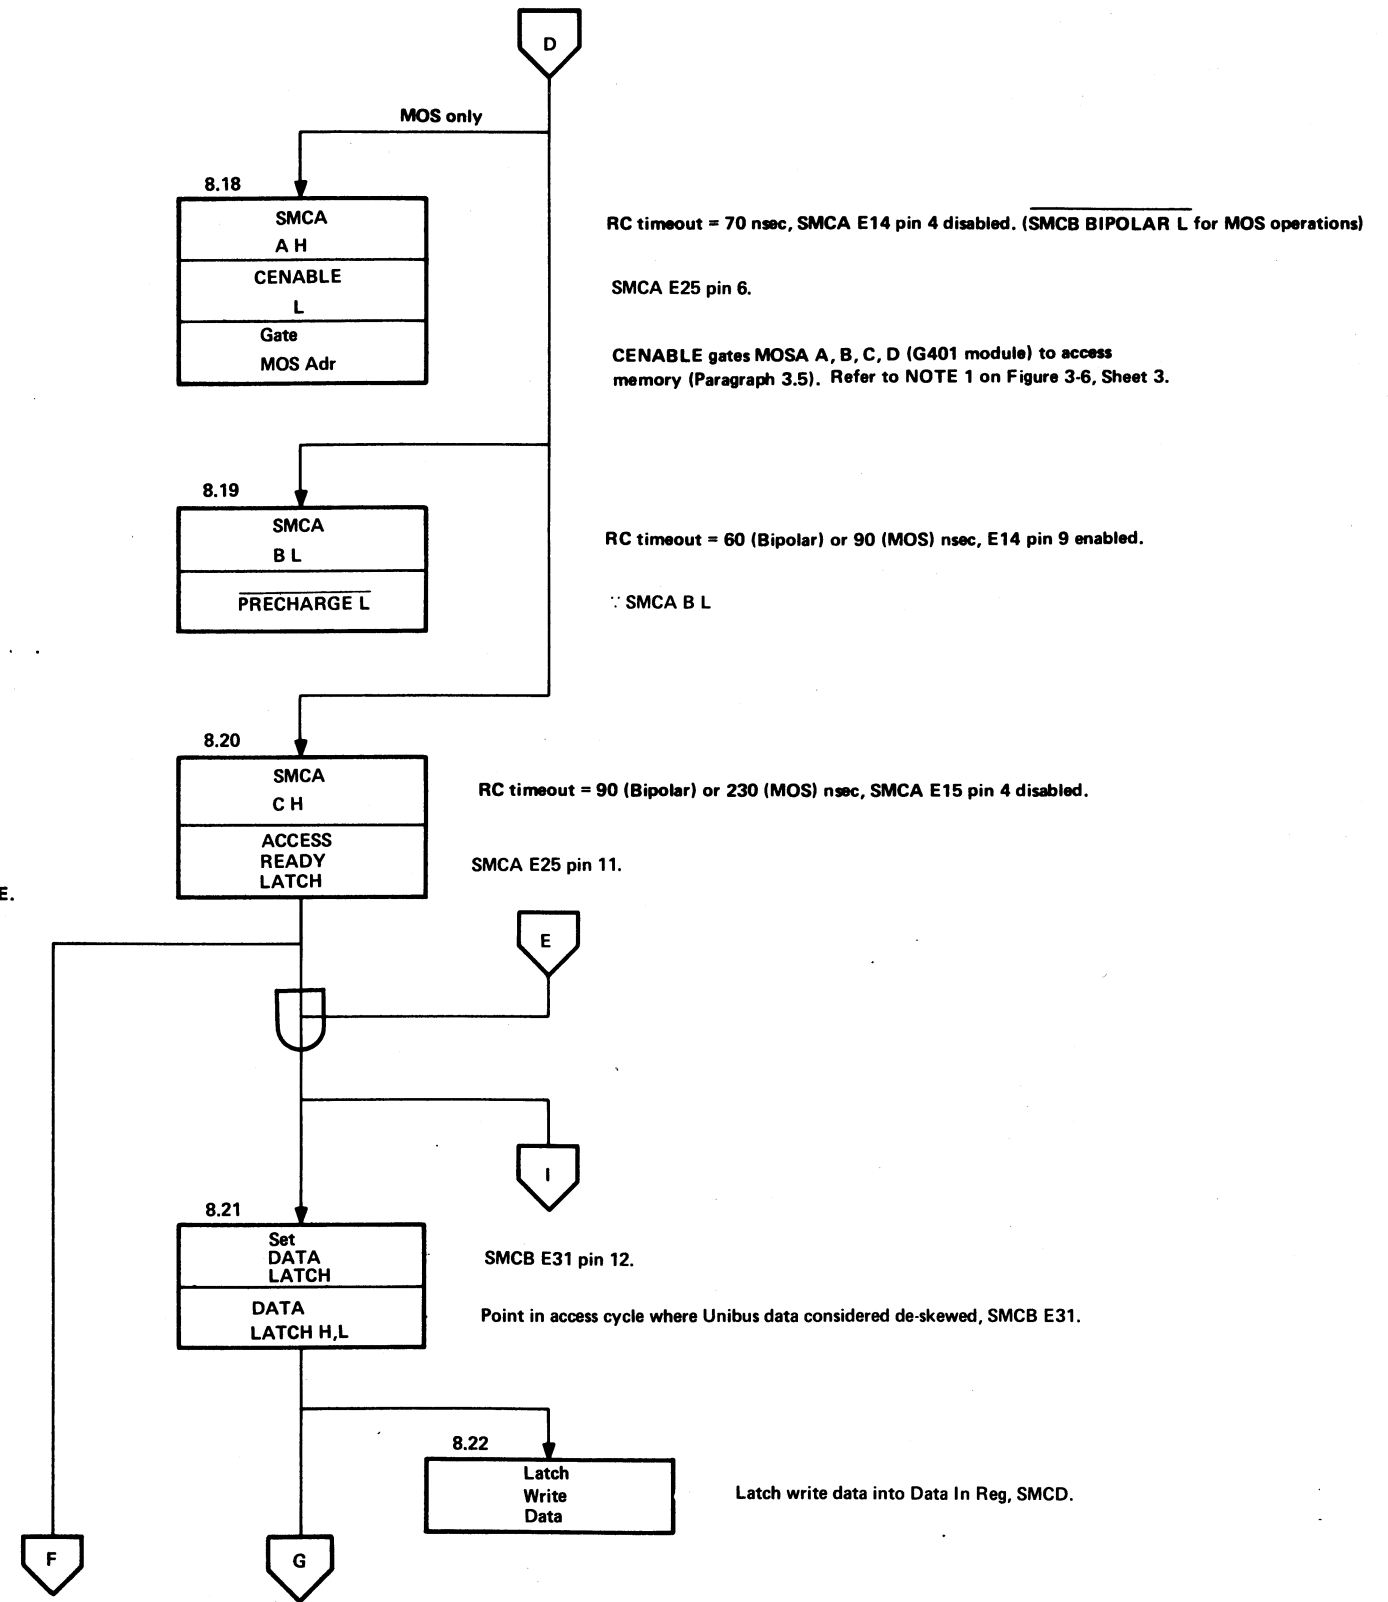 D
MOS only
8.18
SMCA
A H
RC timeout = 70 nsec, SMCA E14 pin 4 disabled. (SMCB BIPOLAR L for MOS operations)
CENABLE
L
SMCA E25 pin 6.
Gate
MOS Adr
CENABLE gates MOSA A, B, C, D (G401 module) to access
memory (Paragraph 3.5). Refer to NOTE 1 on Figure 3-6, Sheet 3.
8.19
SMCA
B L
RC timeout = 60 (Bipolar) or 90 (MOS) nsec, E14 pin 9 enabled.
PRECHARGE L
∵ SMCA B L
8.20
SMCA
C H
RC timeout = 90 (Bipolar) or 230 (MOS) nsec, SMCA E15 pin 4 disabled.
ACCESS
READY
LATCH
SMCA E25 pin 11.
E.
E
I
8.21
Set
DATA
LATCH
SMCB E31 pin 12.
DATA
LATCH H,L
Point in access cycle where Unibus data considered de-skewed, SMCB E31.
8.22
Latch
Write
Data
Latch write data into Data In Reg, SMCD.
F
G